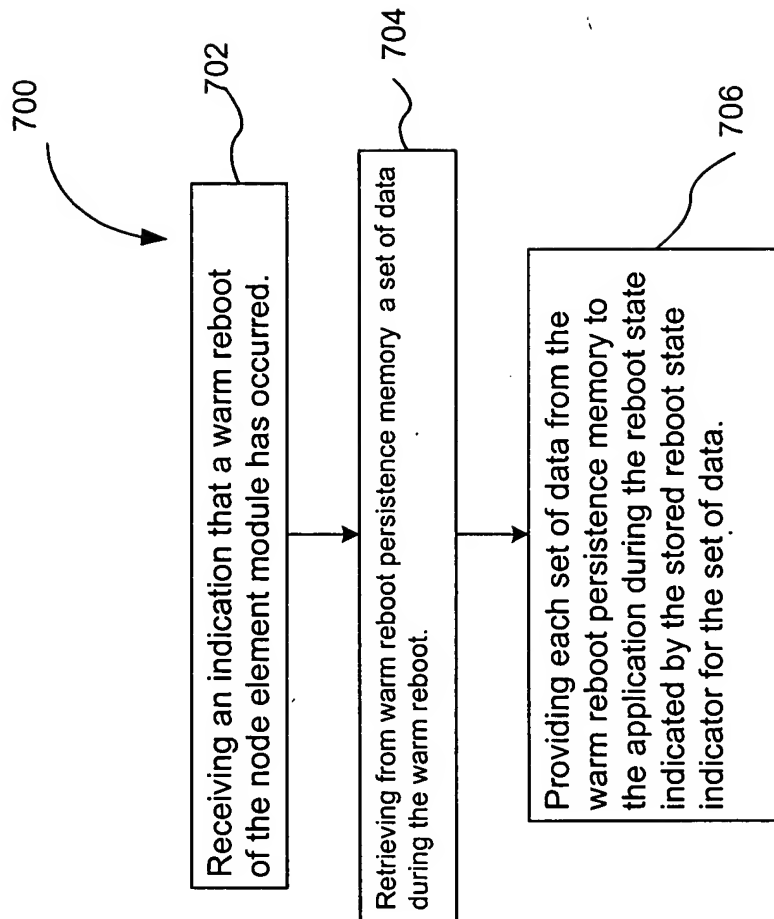 700
702
Receiving an indication that a warm reboot
of the node element module has occurred.
704
Retrieving from warm reboot persistence memory a set of data
during the warm reboot.
706
Providing each set of data from the
warm reboot persistence memory to
the application during the reboot state
indicated by the stored reboot state
indicator for the set of data.